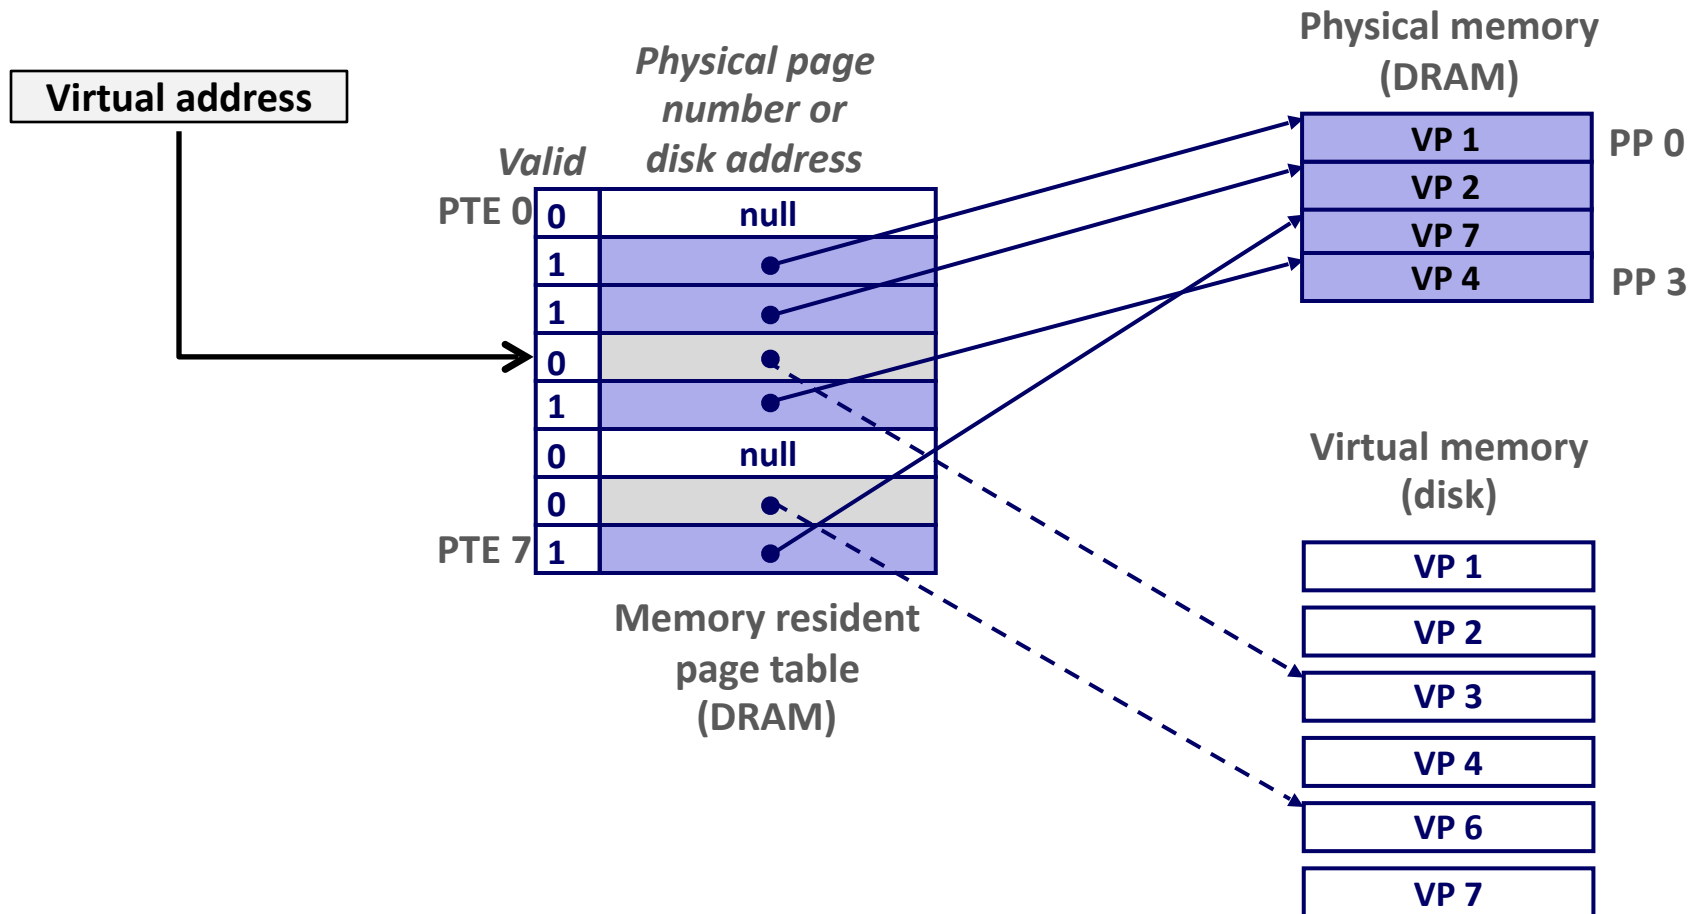 Virtual address
Physical page
number or
disk address
Valid
PTE 0
0
null
1
1
0
1
0
null
0
PTE 7
1
Memory resident
page table
(DRAM)
Physical memory
(DRAM)
VP 1
PP 0
VP 2
VP 7
VP 4
PP 3
Virtual memory
(disk)
VP 1
VP 2
VP 3
VP 4
VP 6
VP 7